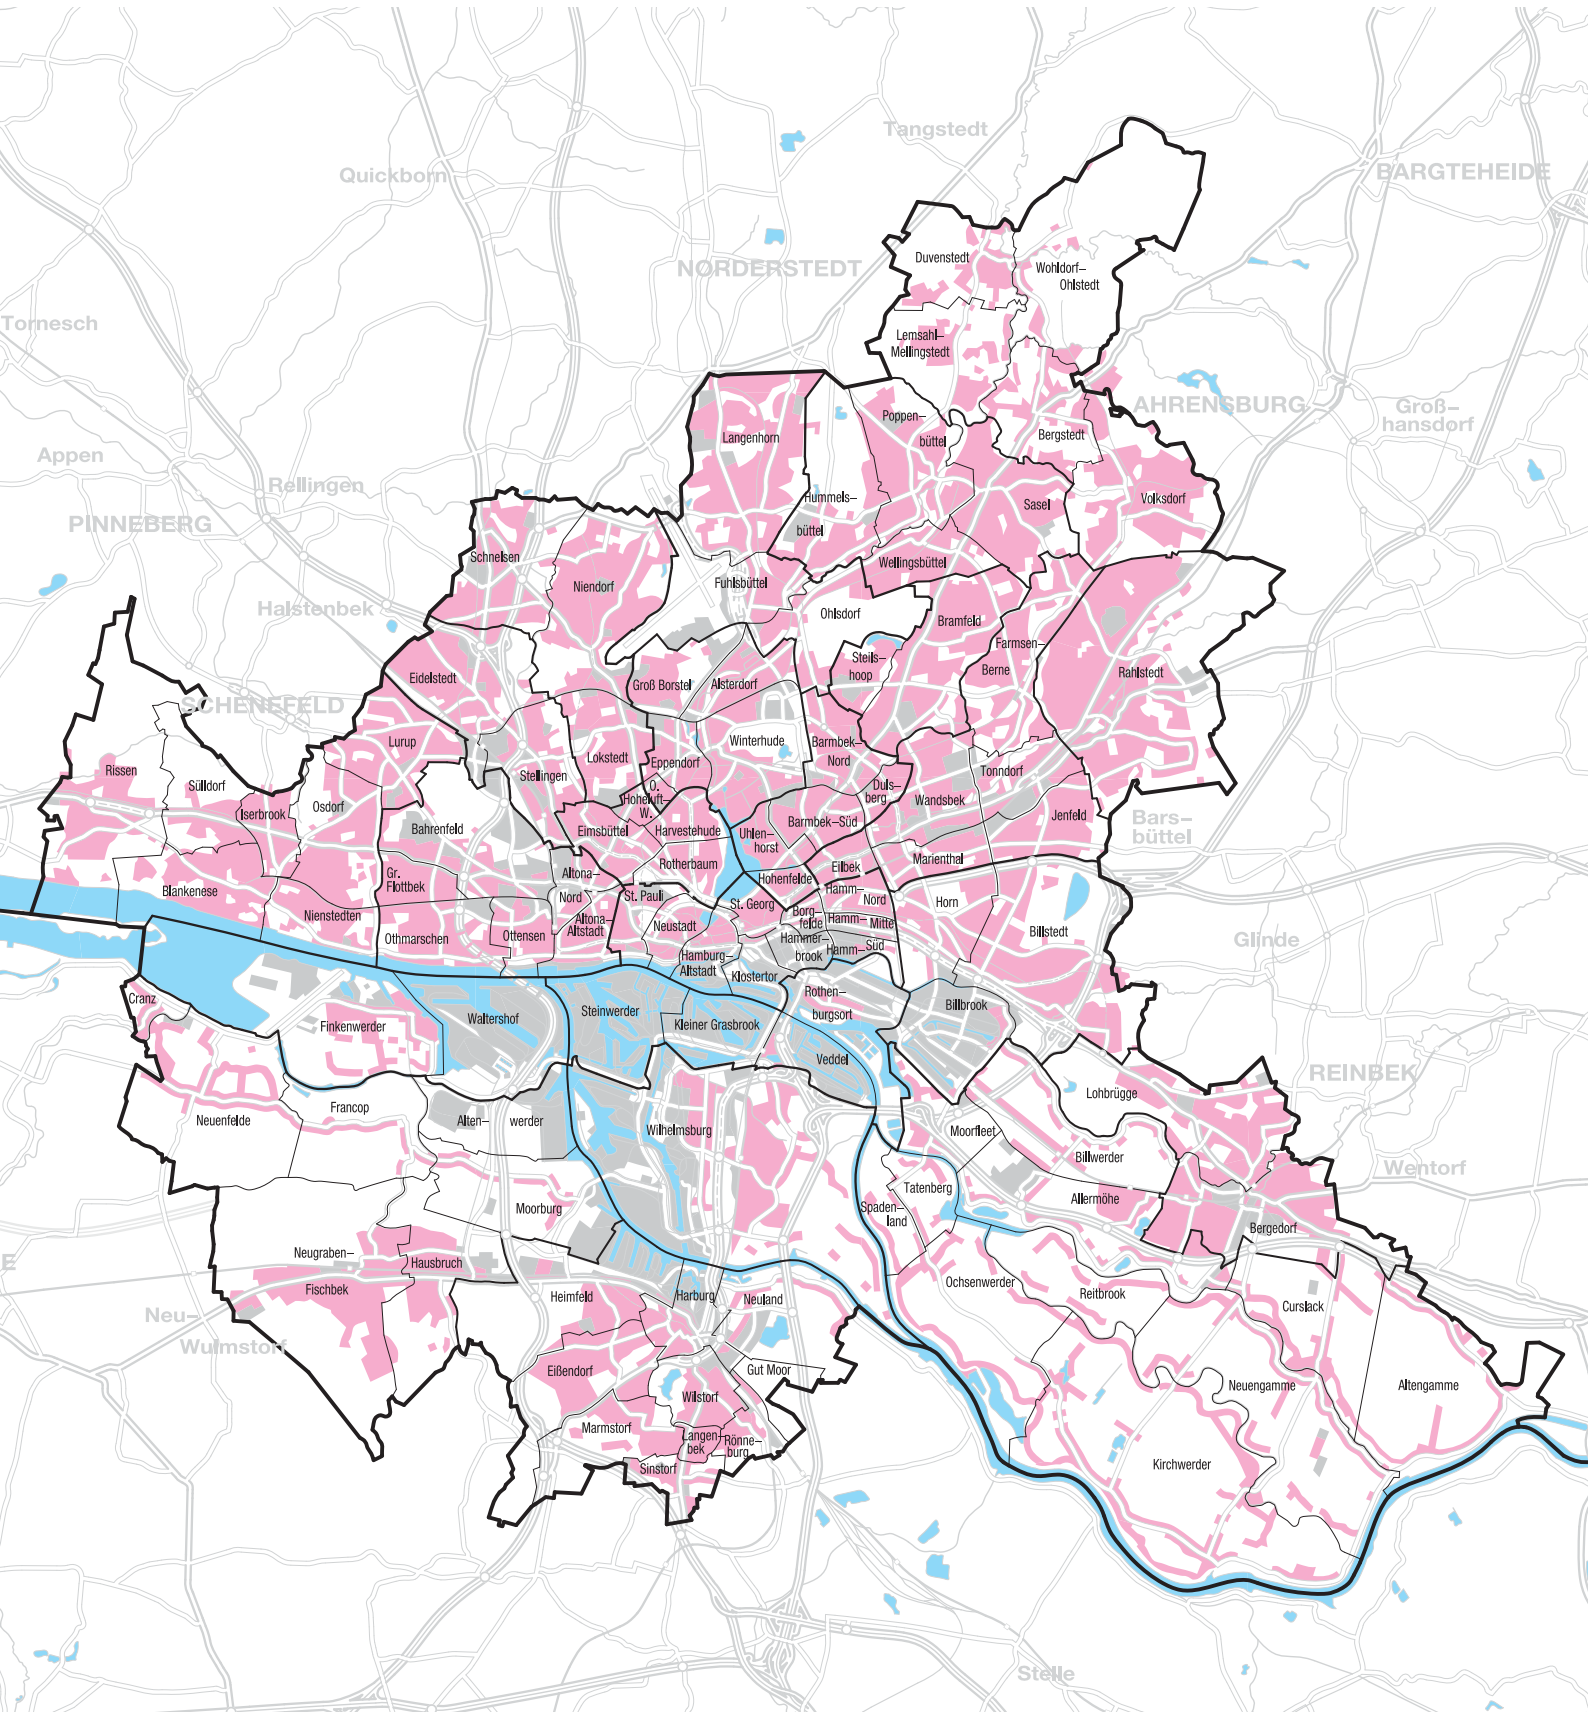 Tangstedt
BARGTEHEIDE
Quickborn
Duvenstedt
Wohldorf–
Ohlstedt
NORDERSTEDT
Tornesch
Lemsahl–
Mellingstedt
AHRENSBURG
Groß–
hansdorf
Poppen–
büttel
Bergstedt
Langenhorn
Appen
Rellingen
Hummels–
büttel
Sasel
Volksdorf
PINNEBERG
Schnelsen
Niendorf
Fuhlsbüttel
Wellingsbüttel
Halstenbek
Ohlsdorf
Bramfeld
Farmsen–
Berne
Steils–
hoop
Rahlstedt
Eidelstedt
Groß Borstel
Alsterdorf
SCHENEFELD
Lurup
Winterhude
Barmbek–
Nord
Lokstedt
Eppendorf
Stellingen
Rissen
Sülldorf
Tonndorf
Duls–
berg
Wandsbek
O.
Hoheluft–
W.
Osdorf
Iserbrook
Bahrenfeld
Eimsbüttel
Harvestehude
Uhlen–
horst
Barmbek–Süd
Jenfeld
Bars–
büttel
Rotherbaum
Eilbek
Marienthal
Gr.
Flottbek
Altona–
Nord
Hohenfelde
Blankenese
St. Pauli
St. Georg
Hamm–
Nord
Horn
Nienstedten
Altona–
Altstadt
Neustadt
Borg–
felde
Hamm–
Mitte
Billstedt
Othmarschen
Ottensen
Hammer–
brook
Hamm–Süd
Glinde
Hamburg–
Altstadt
Klostertor
Cranz
Rothen–
burgsort
Billbrook
Finkenwerder
Waltershof
Steinwerder
Kleiner Grasbrook
Veddel
REINBEK
Lohbrügge
Neuenfelde
Francop
Alten–
werder
Wilhelmsburg
Moorfleet
Billwerder
Wentorf
Tatenberg
Allermöhe
Moorburg
Spaden–
land
Bergedorf
Neugraben–
Fischbek
Hausbruch
Ochsenwerder
Reitbrook
Curslack
Heimfeld
Harburg
Neuland
Neu–
Wulmstorf
Eißendorf
Gut Moor
Neuengamme
Altengamme
Wilstorf
Marmstorf
Langen–
bek
Rönne–
burg
Sinstorf
Kirchwerder
Stelle
E